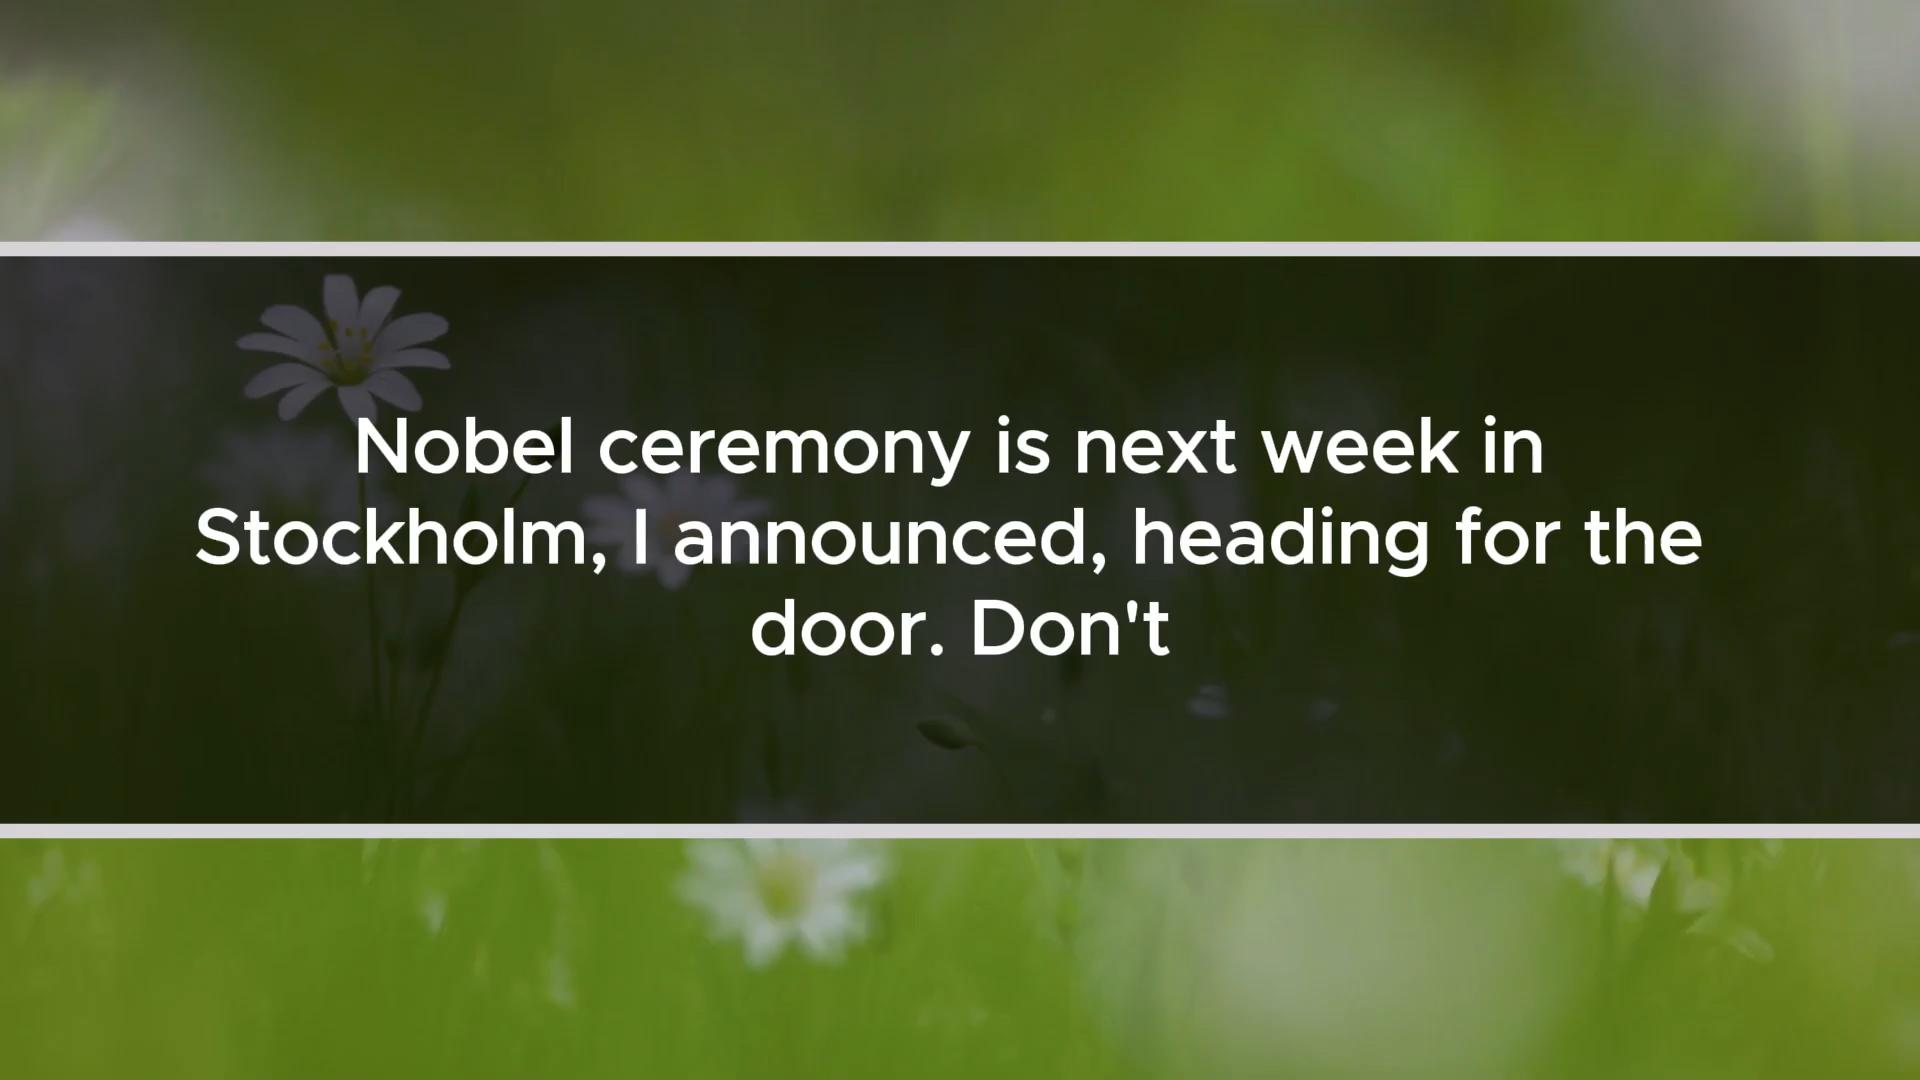 Nobel ceremony is next week in
Stockholm, I announced, heading for the
door. Don't